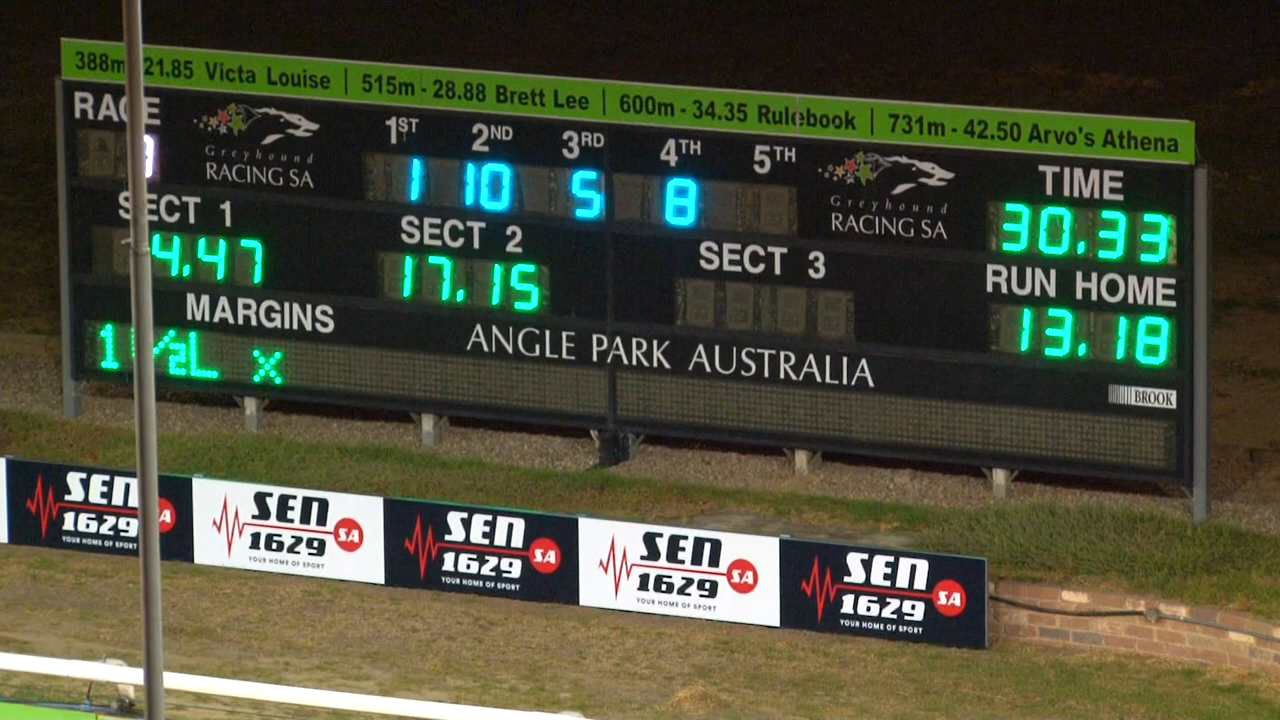 388m 21.85 Victa Louise | 515m - 28.88 Brett Lee | 600m - 34.35 Rulebook | 731m - 42.50 Arvo's Athena
RACE
Greyhound
RACING SA
1ST 2ND 3RD 4TH 5TH
1 10 5 8
Greyhound
RACING SA
TIME
30.33
SECT 1
4.47
SECT 2
17.15
SECT 3
RUN HOME
13.18
MARGINS
1 ½L x
ANGLE PARK AUSTRALIA
BROOK
SEN
1629
SA
YOUR HOME OF SPORT
SEN
1629
SA
YOUR HOME OF SPORT
SEN
1629
SA
YOUR HOME OF SPORT
SEN
1629
SA
YOUR HOME OF SPORT
SEN
1629
SA
YOUR HOME OF SPORT